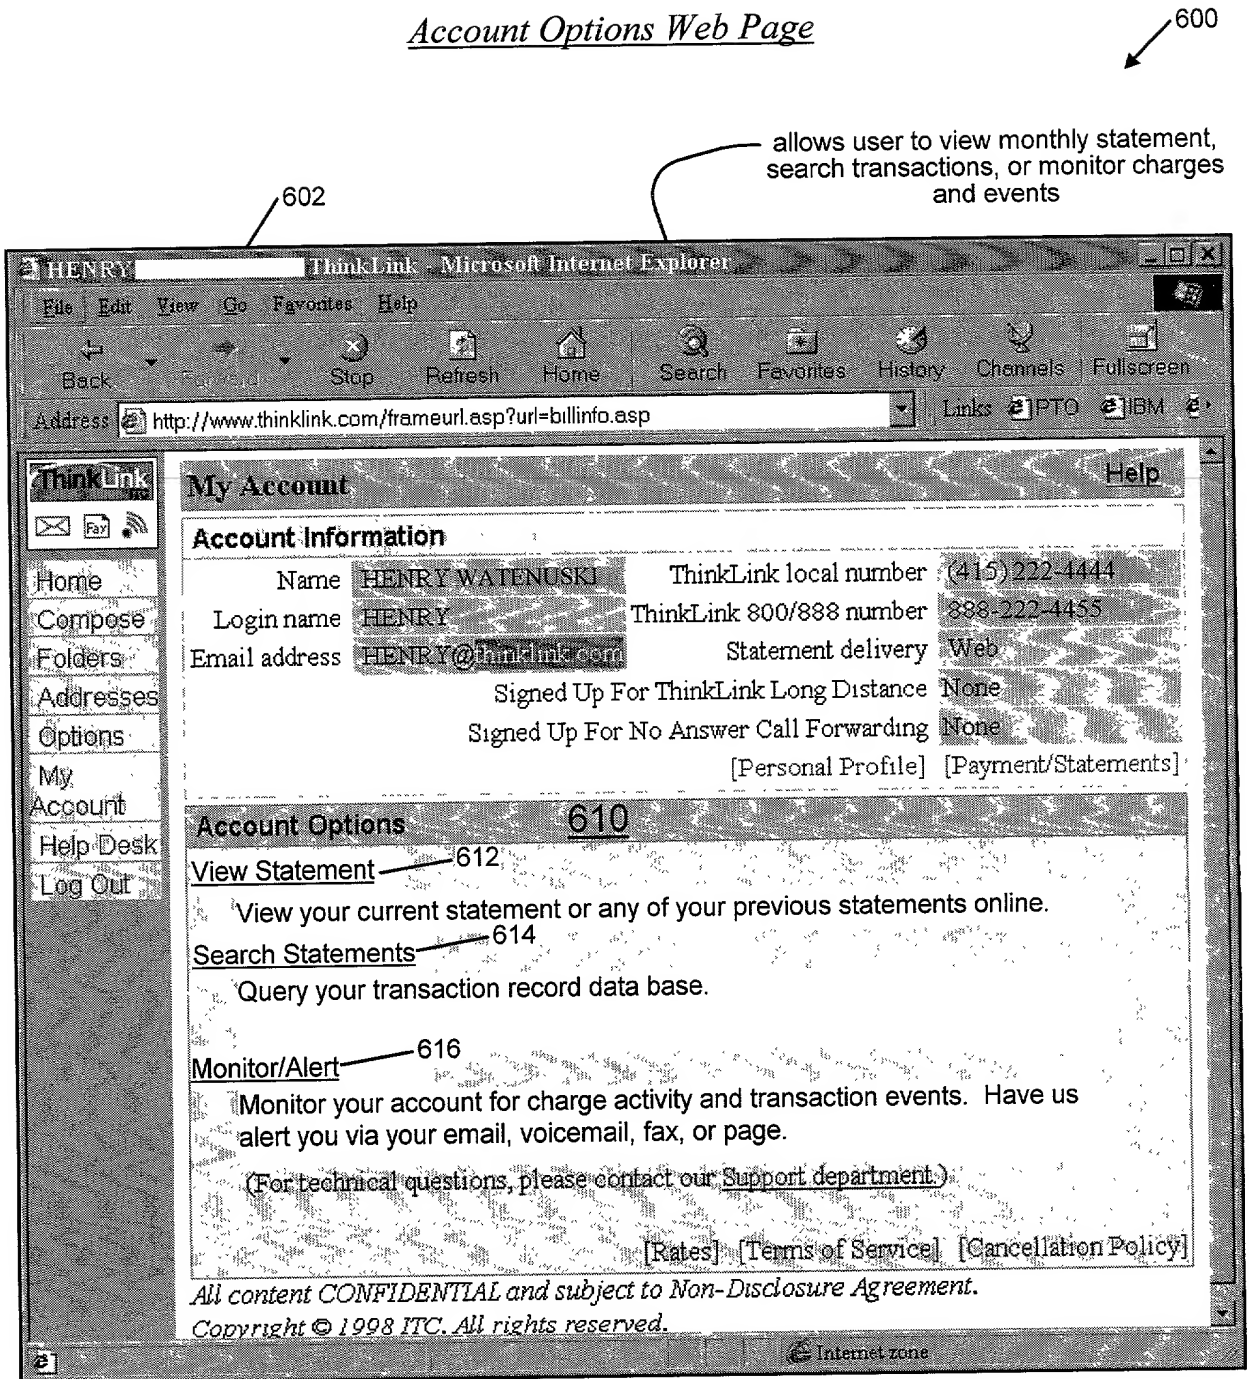 Account Options Web Page
600
allows user to view monthly statement,
search transactions, or monitor charges
and events
602
HENRY ThinkLink - Microsoft Internet Explorer
File Edit View Go Favorites Help
Back Forward Stop Refresh Home Search Favorites History Channels Fullscreen
Address http://www.thinklink.com/frameurl.asp?url=billinfo.asp Links PTO IBM
ThinkLink
My Account Help
Fax
Account Information
Home
Compose
Folders
Addresses
Options
My
Account
Help Desk
Log Out
Name HENRY WATENUSKI ThinkLink local number (415)222-4444
Login name HENRY ThinkLink 800/888 number 888-222-4455
Email address HENRY@thinklink.com Statement delivery Web
Signed Up For ThinkLink Long Distance None
Signed Up For No Answer Call Forwarding None
[Personal Profile] [Payment/Statements]
Account Options 610
View Statement 612
View your current statement or any of your previous statements online.
Search Statements 614
Query your transaction record data base.
Monitor/Alert 616
Monitor your account for charge activity and transaction events. Have us
alert you via your email, voicemail, fax, or page.
(For technical questions, please contact our Support department.)
[Rates] [Terms of Service] [Cancellation Policy]
All content CONFIDENTIAL and subject to Non-Disclosure Agreement.
Copyright © 1998 ITC. All rights reserved.
Internet zone